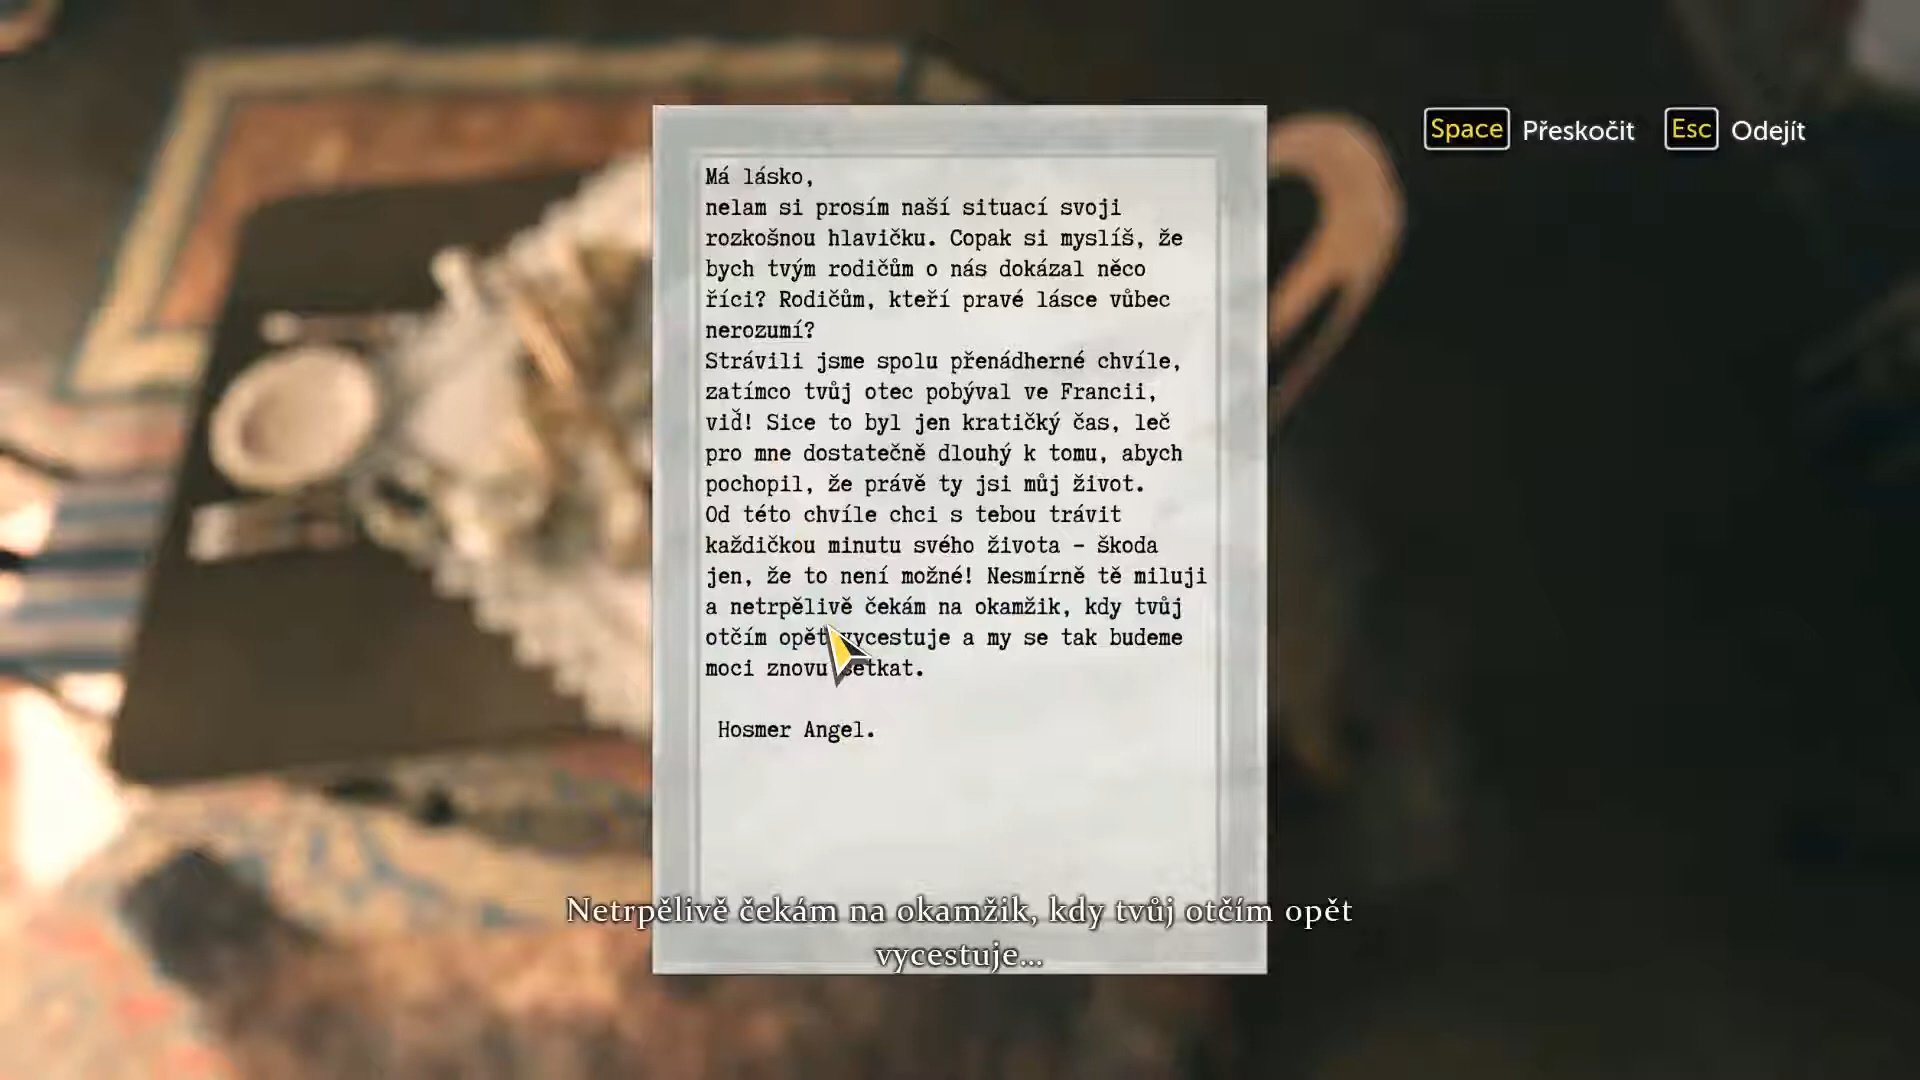 Space Přeskočit Esc Odejít
Má lásko,
nelam si prosím naší situací svoji
rozkošnou hlavičku. Copak si myslíš, že
bych tvým rodičům o nás dokázal něco
říci? Rodičům, kteří pravé lásce vůbec
nerozumí?
Strávili jsme spolu přenádherné chvíle,
zatímco tvůj otec pobýval ve Francii,
viď! Sice to byl jen kratičký čas, leč
pro mne dostatečně dlouhý k tomu, abych
pochopil, že právě ty jsi můj život.
Od této chvíle chci s tebou trávit
každičkou minutu svého života – škoda
jen, že to není možné! Nesmírně tě miluji
a netrpělivě čekám na okamžik, kdy tvůj
otčím opět vycestuje a my se tak budeme
moci znovu setkat.
Hosmer Angel.
Netrpělivě čekám na okamžik, kdy tvůj otčím opět
vycestuje...